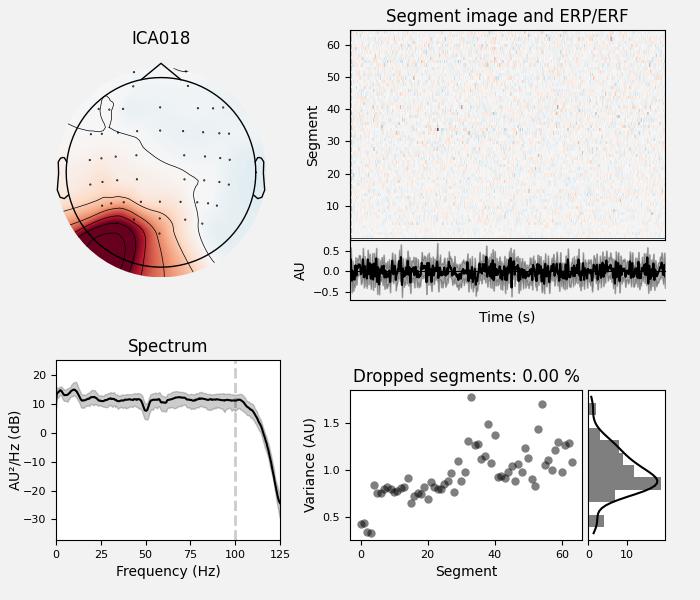 ICA018
Segment image and ERP/ERF
Segment
60
50
40
30
20
10
AU
0.5
0.0
−0.5
Time (s)
Spectrum
AU²/Hz (dB)
20
10
0
−10
−20
−30
0 25 50 75 100 125
Frequency (Hz)
Dropped segments: 0.00 %
Variance (AU)
1.5
1.0
0.5
0 20 40 60
Segment
0 10